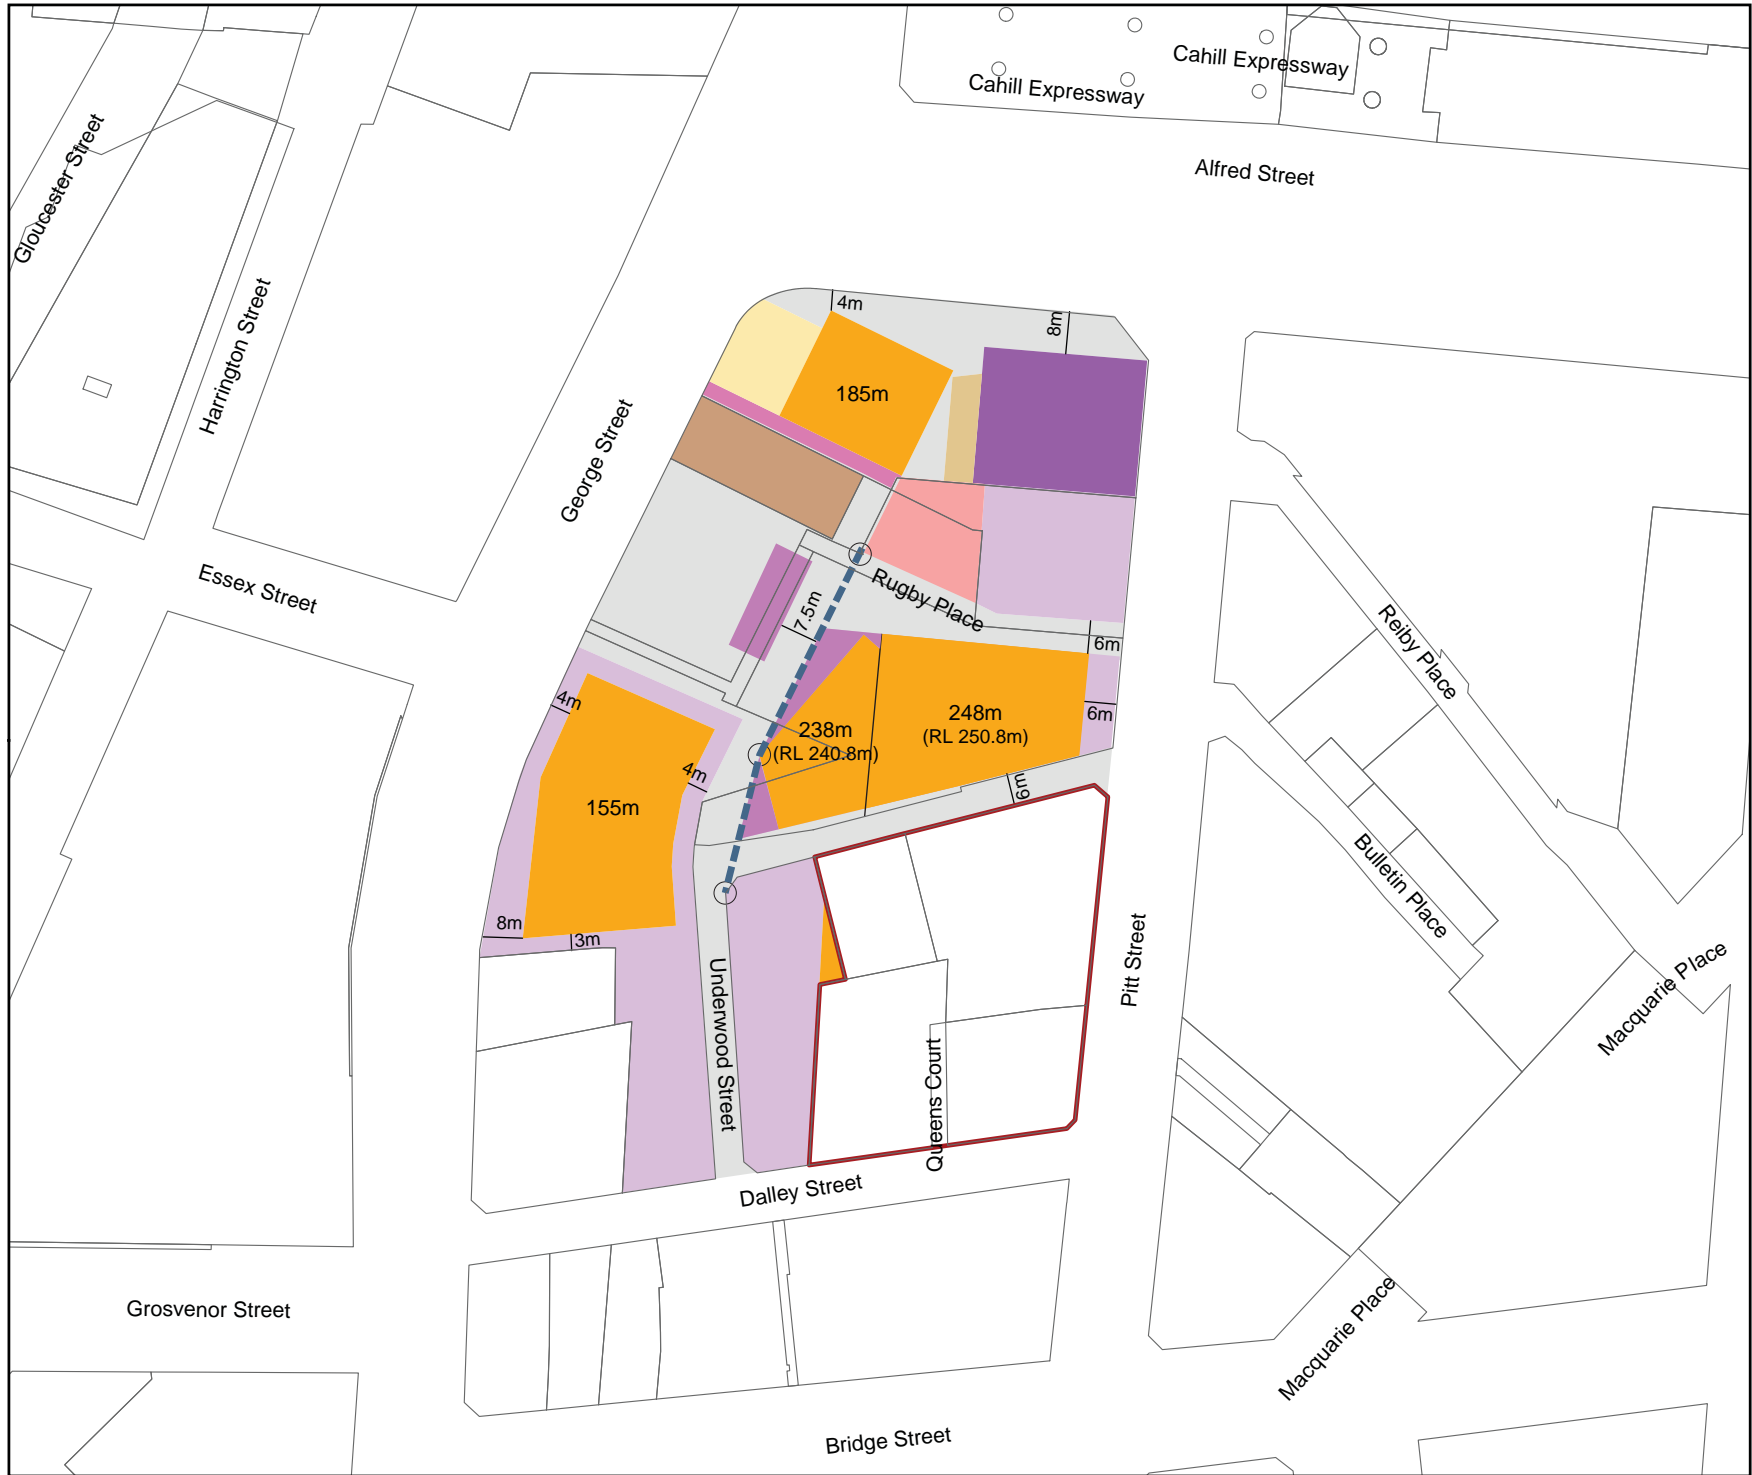 Cahill Expressway
Cahill Expressway
Gloucester Street
Alfred Street
Harrington Street
4m
8m
185m
George Street
Essex Street
Rugby Place
7.5m
6m
Reiby Place
4m
6m
238m
(RL 240.8m)
248m
(RL 250.8m)
4m
6m
155m
Bulletin Place
8m
3m
Underwood Street
Pitt Street
Macquarie Place
Queens Court
Dalley Street
Grosvenor Street
Macquarie Place
Bridge Street